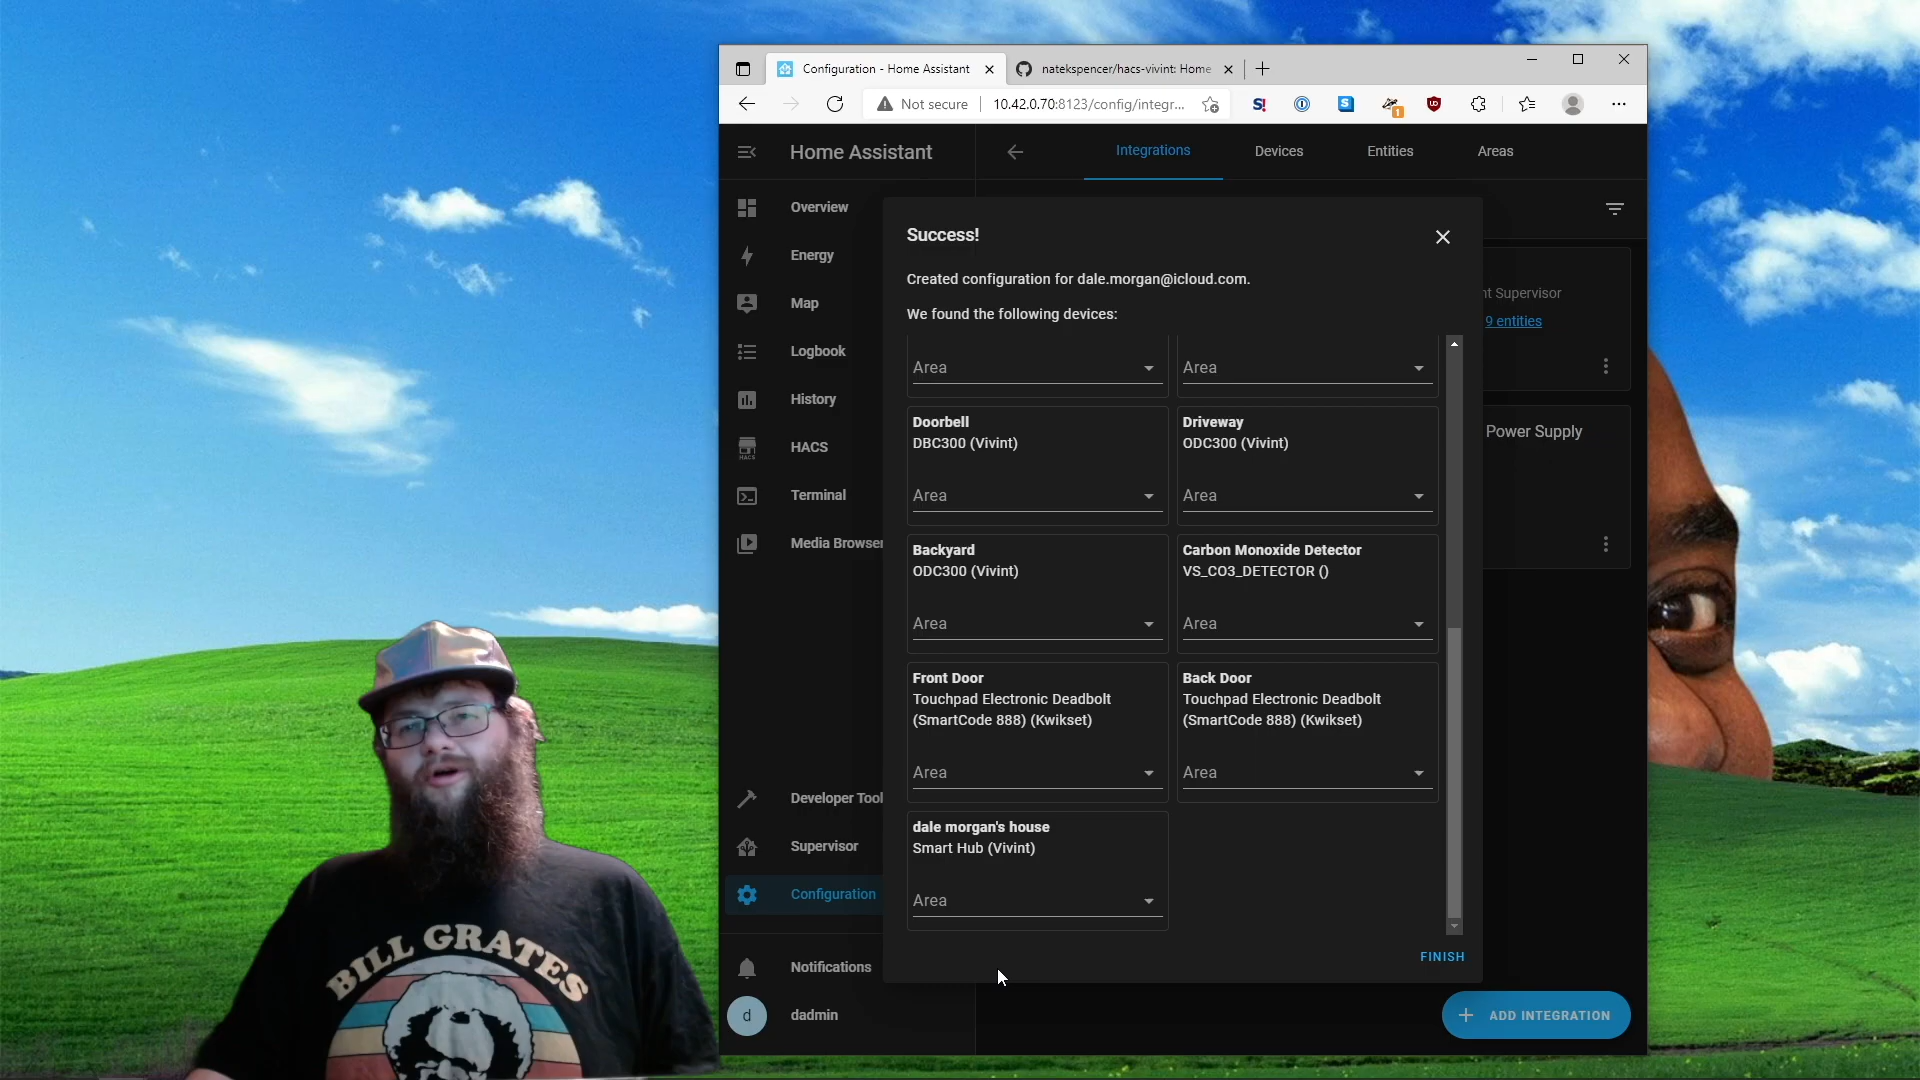 Configuration - Home Assistant
natekspencer/hacs-vivint: Home
Not secure
10.42.0.70:8123/config/integr...
S!
S
1
Home Assistant
Integrations
Devices
Entities
Areas
Overview
Energy
Map
Logbook
History
HACS
HACS
Terminal
Media Browser
Developer Tool
Supervisor
Configuration
Notifications
d
dadmin
Success!
Created configuration for dale.morgan@icloud.com.
We found the following devices:
Area
Area
Doorbell
DBC300 (Vivint)
Area
Driveway
ODC300 (Vivint)
Area
Backyard
ODC300 (Vivint)
Area
Carbon Monoxide Detector
VS_CO3_DETECTOR ()
Area
Front Door
Touchpad Electronic Deadbolt
(SmartCode 888) (Kwikset)
Area
Back Door
Touchpad Electronic Deadbolt
(SmartCode 888) (Kwikset)
Area
dale morgan's house
Smart Hub (Vivint)
Area
FINISH
nt Supervisor
9 entities
Power Supply
ADD INTEGRATION
BILL GRATES